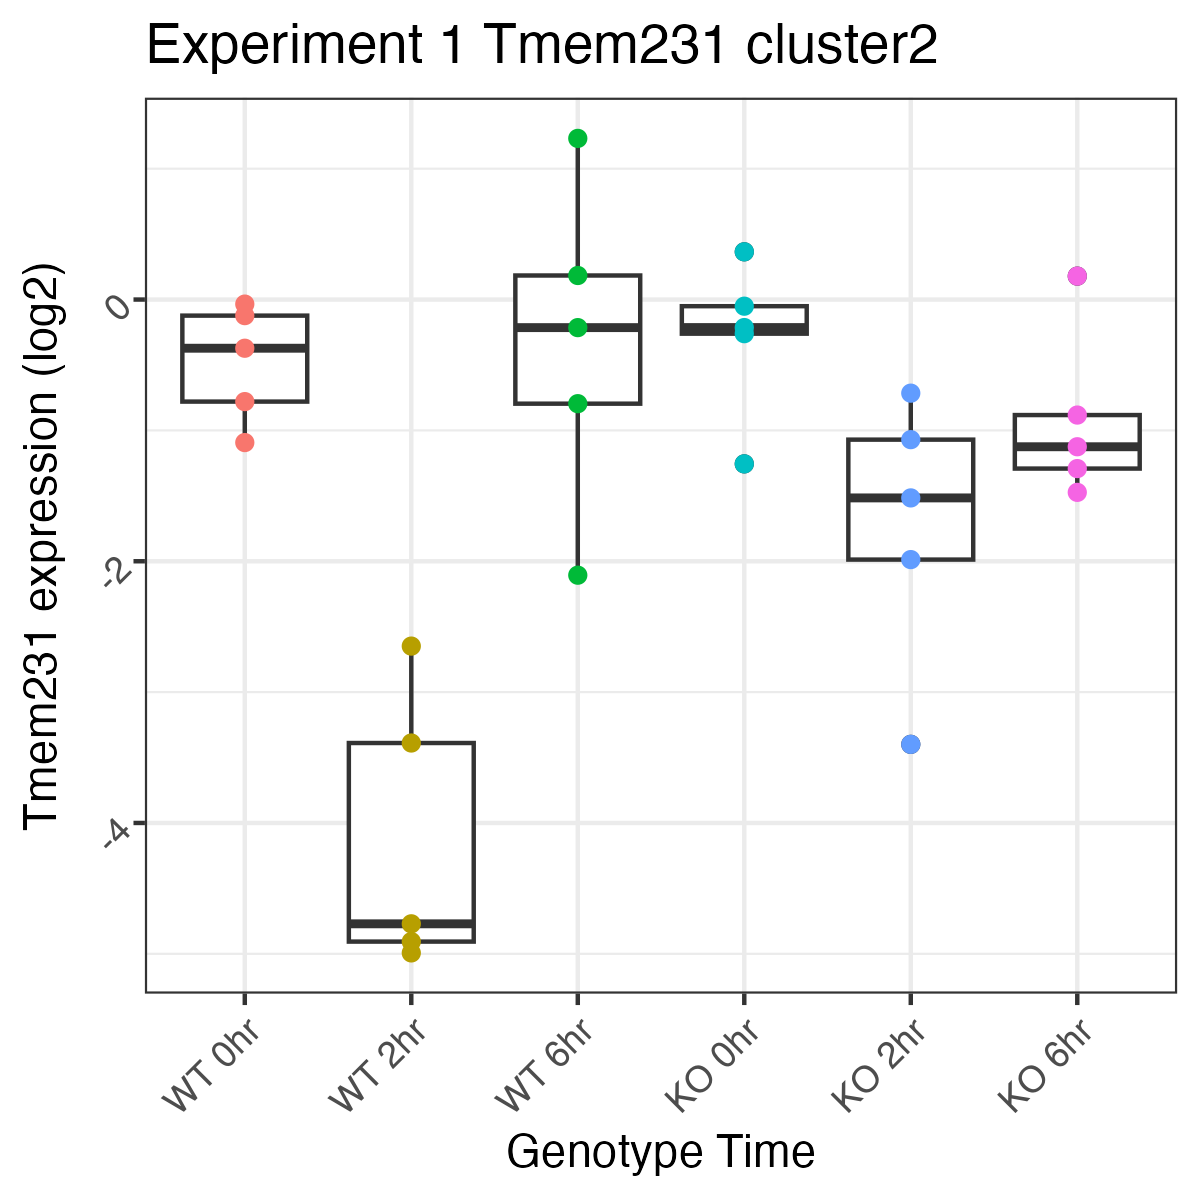 Experiment 1 Tmem231 cluster2
Tmem231 expression (log2)
0
-2
-4
WT 0hr
WT 2hr
WT 6hr
KO 0hr
KO 2hr
KO 6hr
Genotype Time